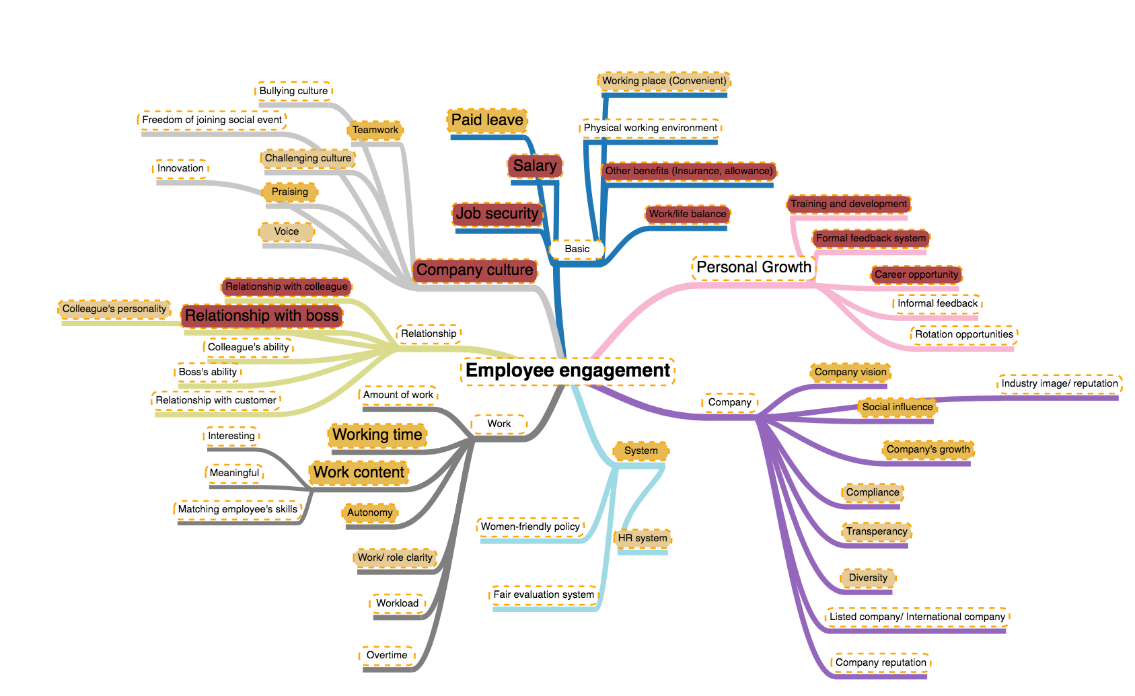 Working place (Convenient)
Bullying culture
Paid leave
Freedom of joining social event
Teamwork
Physical working environment
Challenging culture
Salary
Innovation
Other benefits (Insurance, allowance)
Praising
Training and development
Job security
Work/life balance
Voice
Formal feedback system
Basic
Company culture
Personal Growth
Career opportunity
Relationship with colleague
Informal feedback
Colleague's personality
Relationship with boss
Relationship
Rotation opportunities
Colleague's ability
Employee engagement
Boss's ability
Company vision
Industry image/ reputation
Amount of work
Relationship with customer
Company
Social influence
Work
Working time
Interesting
System
Company's growth
Work content
Meaningful
Compliance
Matching employee's skills
Autonomy
Women-friendly policy
Transperancy
HR system
Work/ role clarity
Diversity
Fair evaluation system
Workload
Listed company/ International company
Overtime
Company reputation